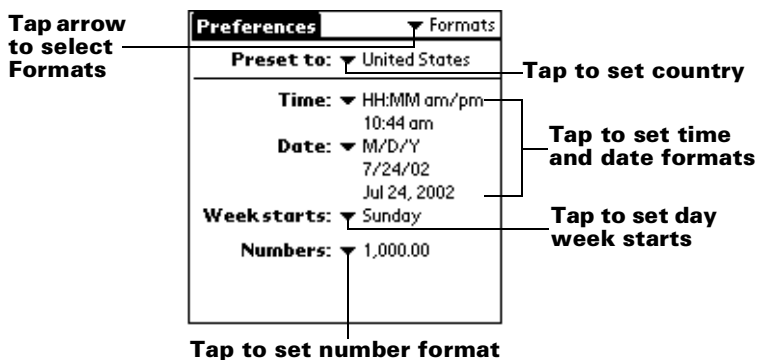 Tap arrow
to select
Formats
Preferences
Formats
Preset to: United States
Tap to set country
Time: HH:MM am/pm
10:44 am
Date: M/D/Y
7/24/02
Jul 24, 2002
Tap to set time
and date formats
Week starts: Sunday
Tap to set day
week starts
Numbers: 1,000.00
Tap to set number format